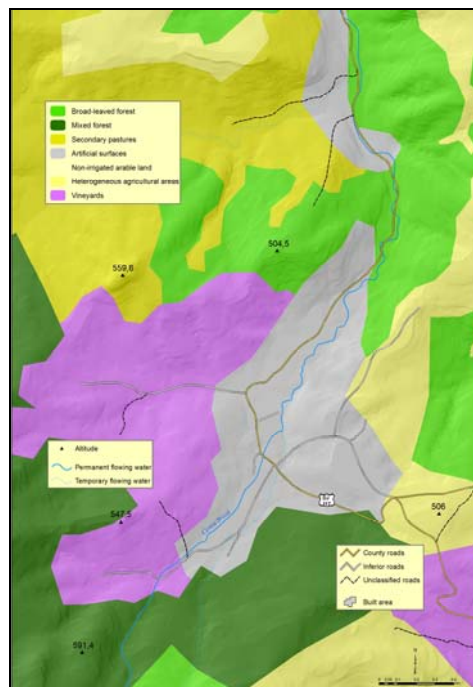 Broad-leaved forest
Mixed forest
Secondary pastures
Artificial surfaces
Non-irrigated arable land
Heterogeneous agricultural areas
Vineyards
504,5
559,8
Altitude
Permanent flowing water
Temporary flowing water
547,5
506
County roads
Inferior roads
Unclassified roads
Built area
591,4